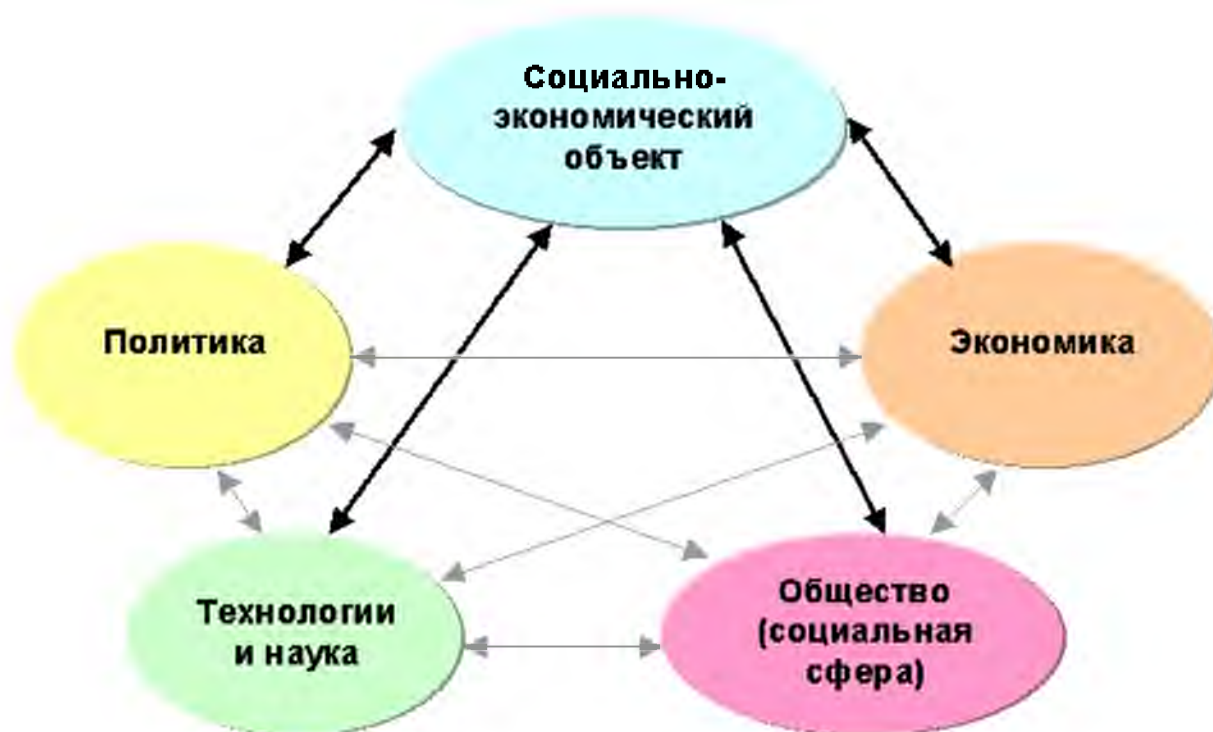 Социально-
экономический
объект
Политика
Экономика
Технологии
и наука
Общество
(социальная
сфера)